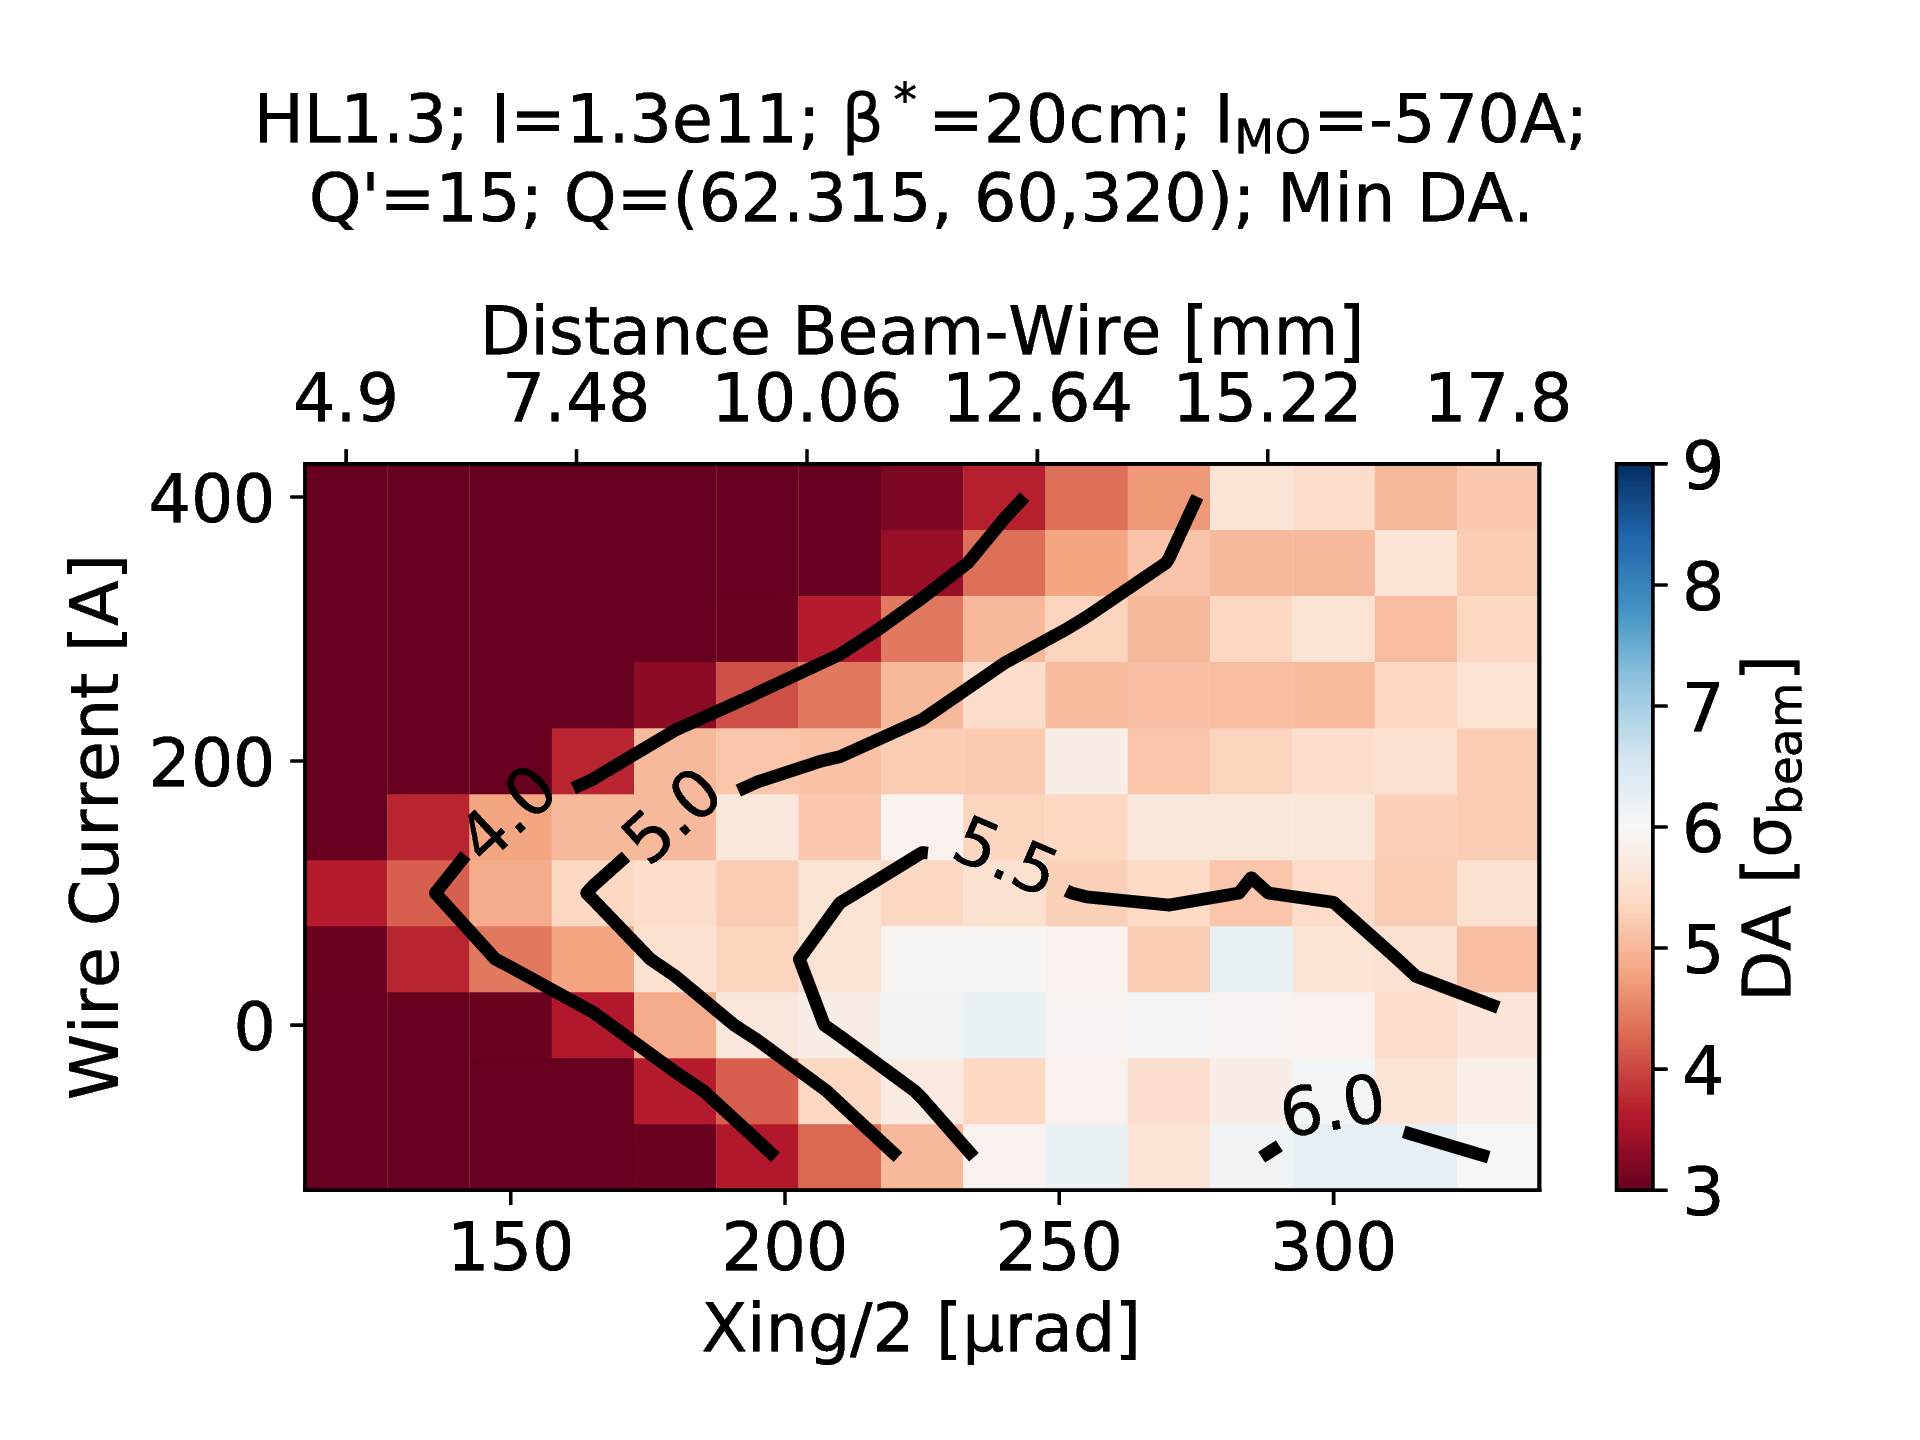 HL1.3; I=1.3e11; β*=20cm; I_MO=-570A;
Q'=15; Q=(62.315, 60,320); Min DA.
Distance Beam-Wire [mm]
4.9 7.48 10.06 12.64 15.22 17.8
400
200
0
Wire Current [A]
4.0
5.0
5.5
6.0
150 200 250 300
Xing/2 [μrad]
9
8
7
6
5
4
3
DA [σbeam]